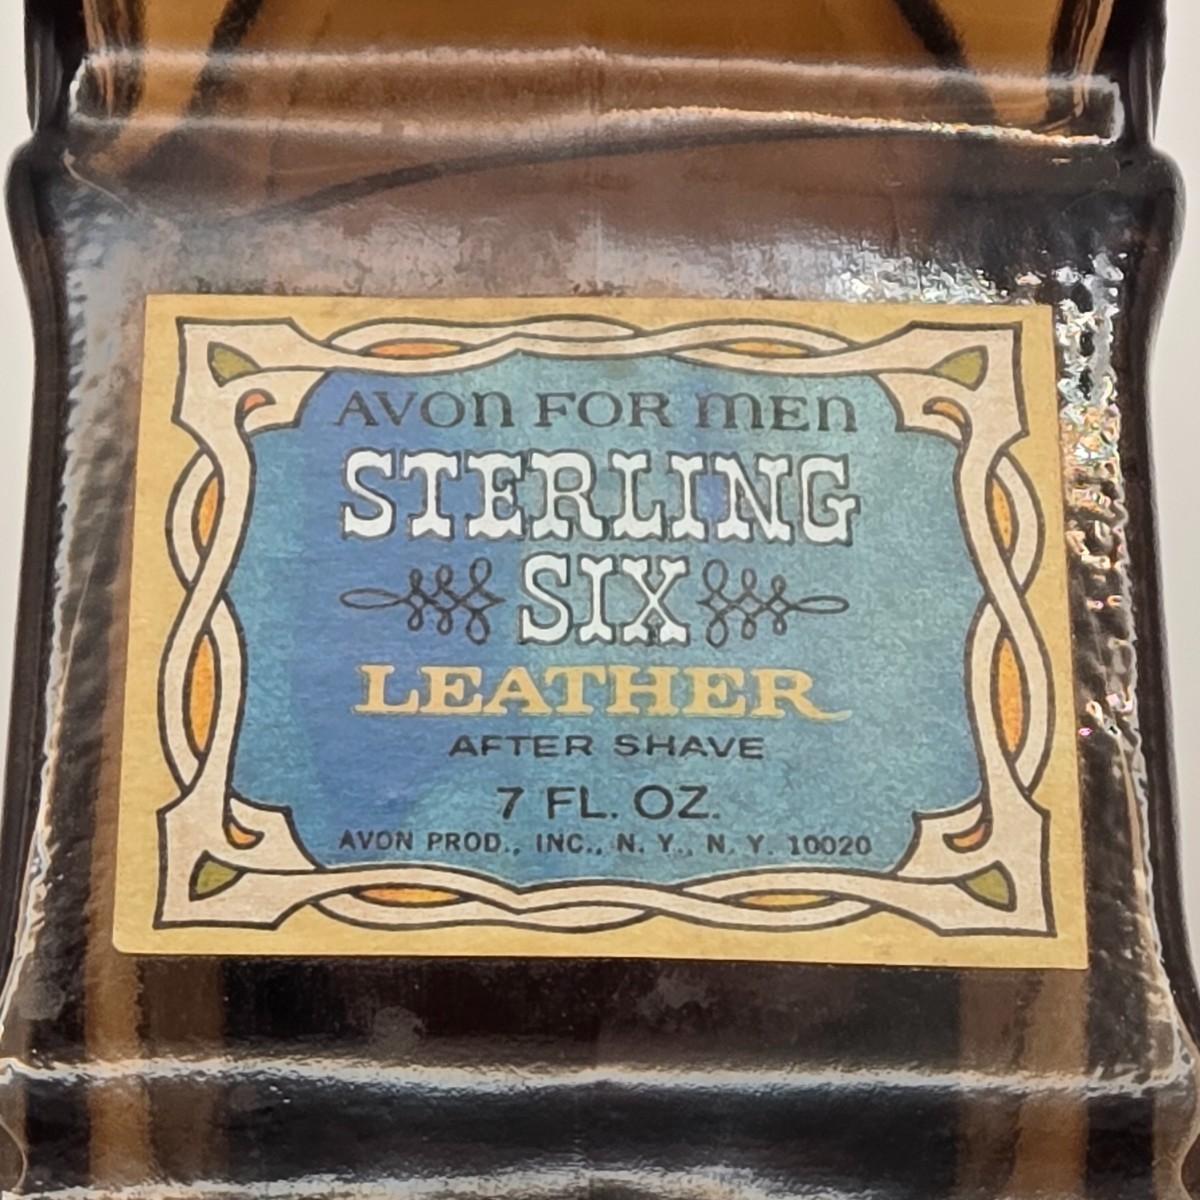 AVON FOR MEN
STERLING
SIX
LEATHER
AFTER SHAVE
7 FL. OZ.
AVON PROD., INC., N. Y., N. Y. 10020